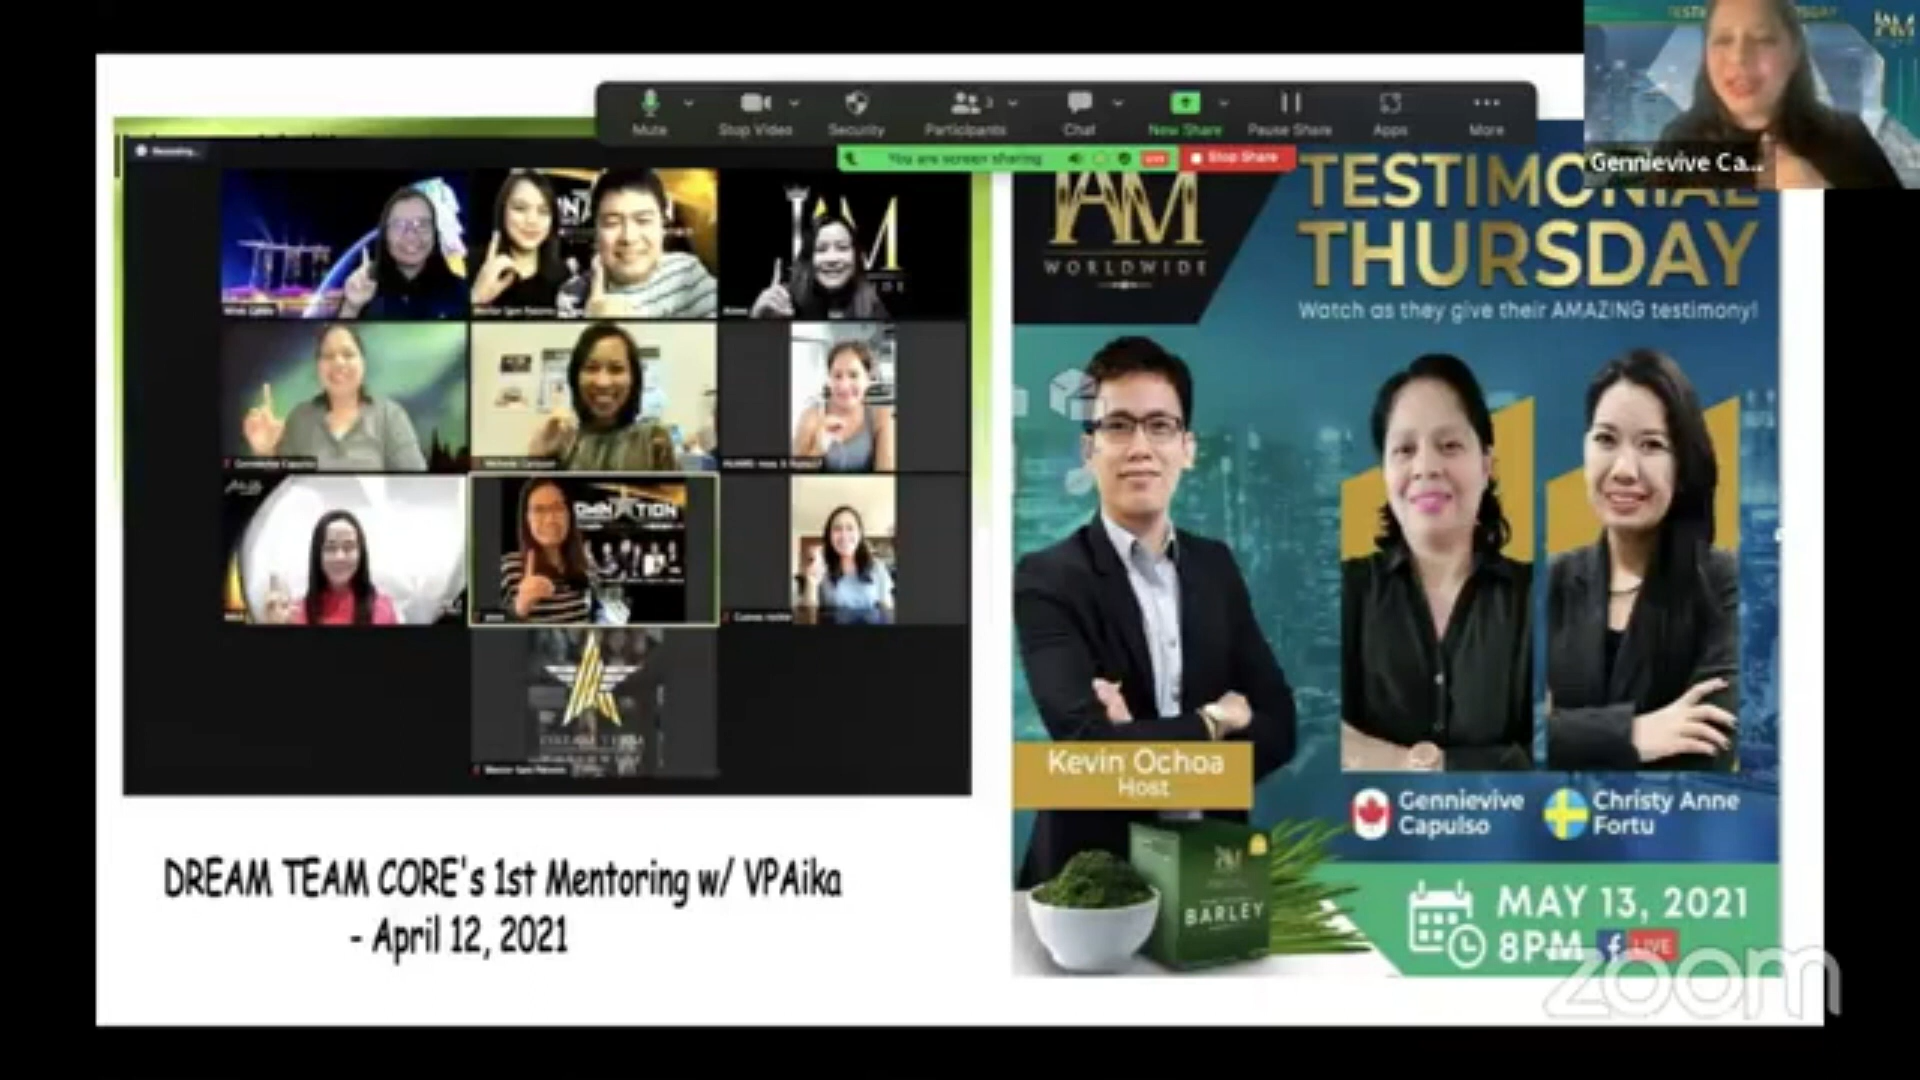 Mute
Stop Video
Security
Participants
3
Chat
New Share
Pause Share
Apps
More
You are screen sharing
LIVE
Stop Share
Gennievive Ca...
IAM
WORLDWIDE
TESTIMONIAL
THURSDAY
Watch as they give their AMAZING testimony!
Kevin Ochoa
Host
Gennievive
Capulso
Christy Anne
Fortu
BARLEY
MAY 13, 2021
8PM
LIVE
zoom
DREAM TEAM CORE's 1st Mentoring w/ VPAika
- April 12, 2021